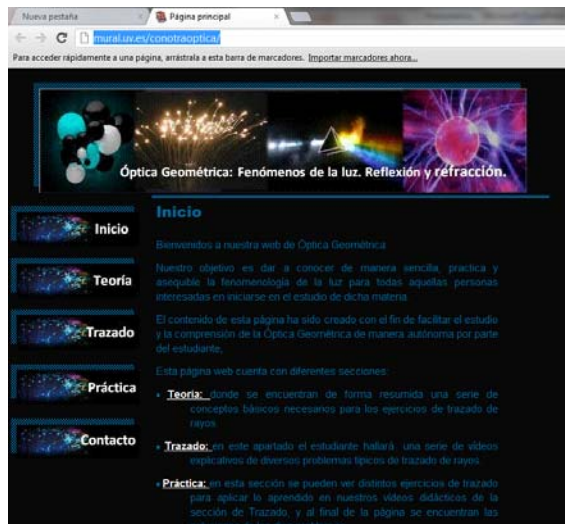 Nueva pestaña
Página principal
mural.uv.es/conotraoptica/
Para acceder rápidamente a una página, arrástrala a esta barra de marcadores. Importar marcadores ahora...
Óptica Geométrica: Fenómenos de la luz. Reflexión y refracción.
Inicio
Teoría
Trazado
Práctica
Contacto
Inicio
Bienvenidos a nuestra web de Óptica Geométrica
Nuestro objetivo es dar a conocer de manera sencilla, practica y
asequible la fenomenología de la luz para todas aquellas personas
interesadas en iniciarse en el estudio de dicha materia.
El contenido de esta página ha sido creado con el fin de facilitar el estudio
y la comprensión de la Óptica Geométrica de manera autónoma por parte
del estudiante,
Esta página web cuenta con diferentes secciones:
• Teoría: donde se encuentran de forma resumida una serie de
conceptos básicos necesarios para los ejercicios de trazado de
rayos.
• Trazado: en este apartado el estudiante hallará una serie de vídeos
explicativos de diversos problemas típicos de trazado de rayos.
• Práctica: en esta sección se pueden ver distintos ejercicios de trazado
para aplicar lo aprendido en nuestros vídeos didácticos de la
sección de Trazado, y al final de la página se encuentran las